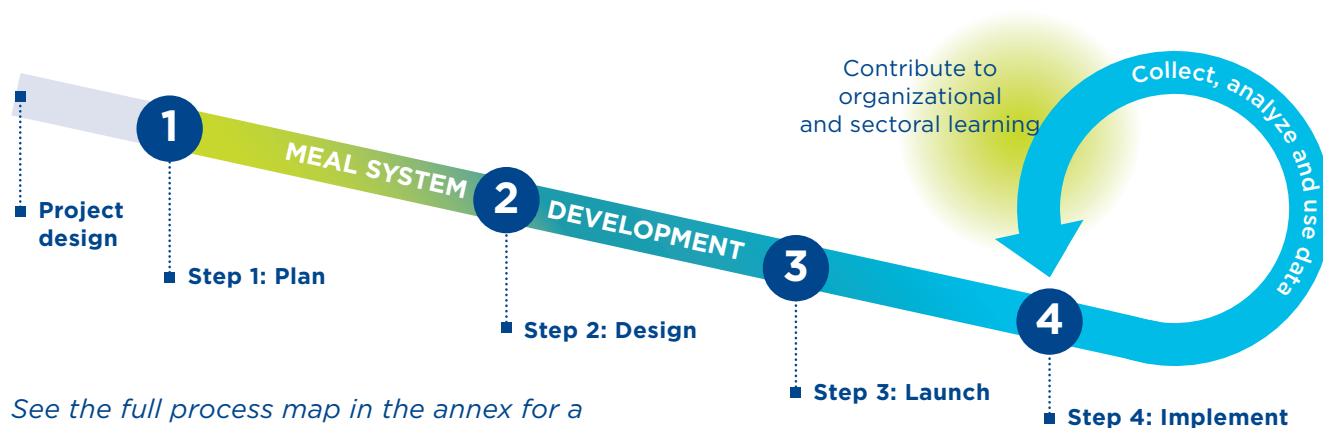 Contribute to
organizational
and sectoral learning
Collect, analyze and use data
1
MEAL SYSTEM
2
DEVELOPMENT
3
4
Project
design
Step 1: Plan
Step 2: Design
Step 3: Launch
Step 4: Implement
See the full process map in the annex for a